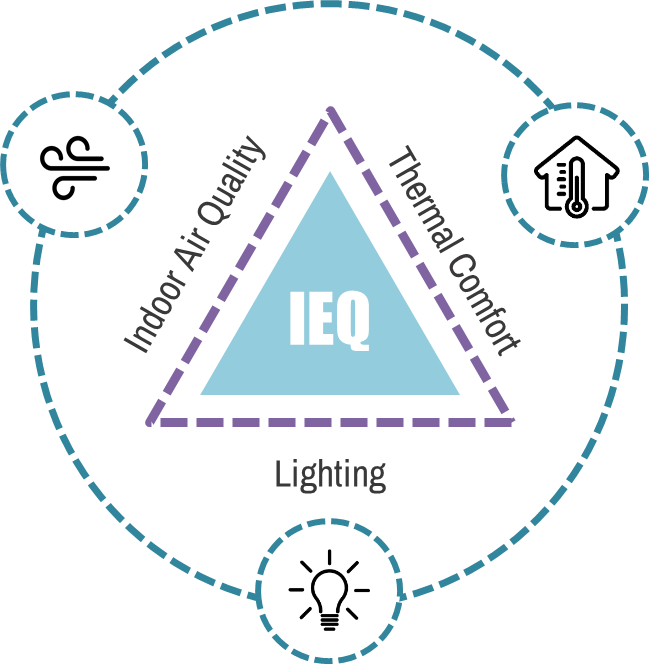 Indoor Air Quality
Thermal Comfort
IEQ
Lighting